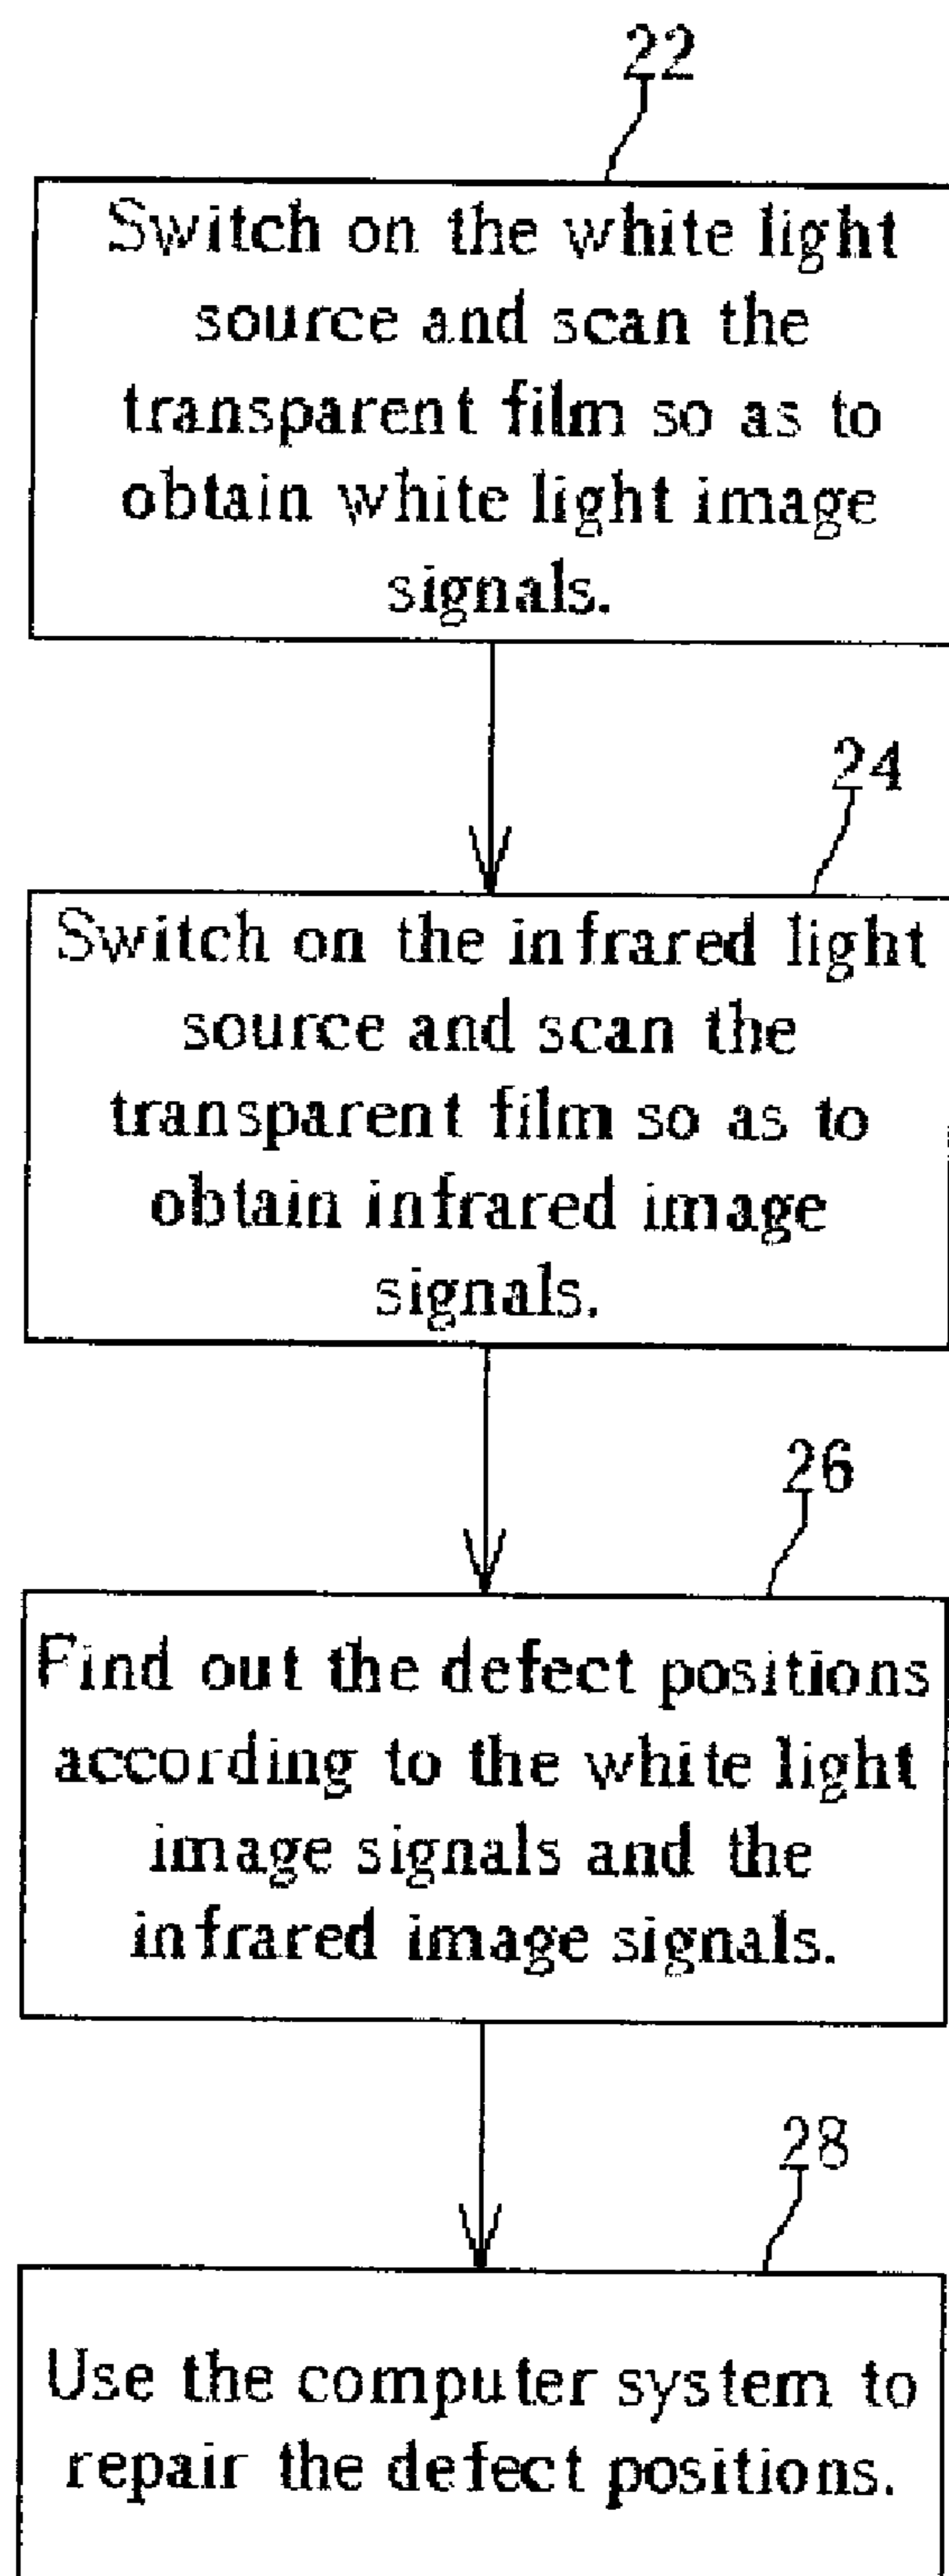 22
Switch on the white light
source and scan the
transparent film so as to
obtain white light image
signals.
24
Switch on the infrared light
source and scan the
transparent film so as to
obtain infrared image
signals.
26
Find out the defect positions
according to the white light
image signals and the
infrared image signals.
28
Use the computer system to
repair the defect positions.